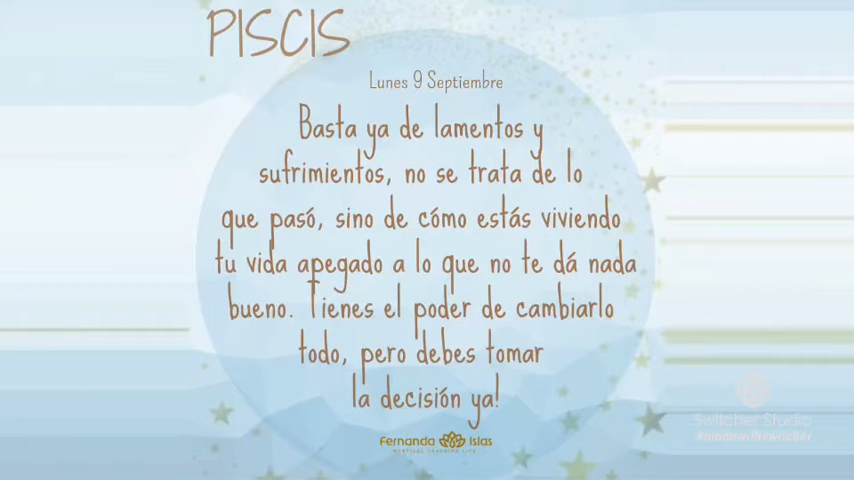 PISCIS
Lunes 9 Septiembre
Basta ya de lamentos y
sufrimientos, no se trata de lo
que pasó, sino de cómo estás viviendo
tu vida apegado a lo que no te dá nada
bueno. Tienes el poder de cambiarlo
todo, pero debes tomar
la decisión ya!
Fernanda Islas
Switcher Studio